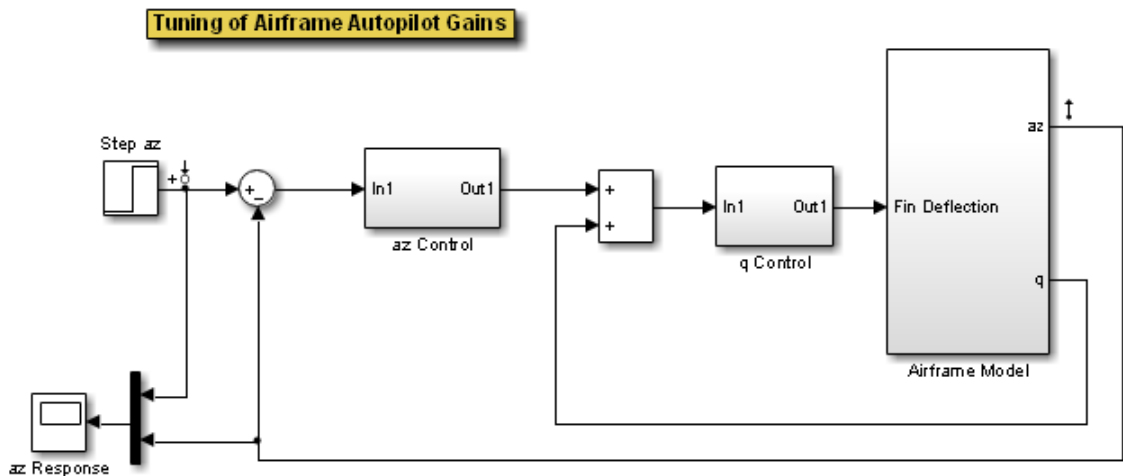 Tuning of Airframe Autopilot Gains
Step az
+
+
-
In1
Out1
az Control
+
+
In1
Out1
q Control
Fin Deflection
az
q
Airframe Model
az Response